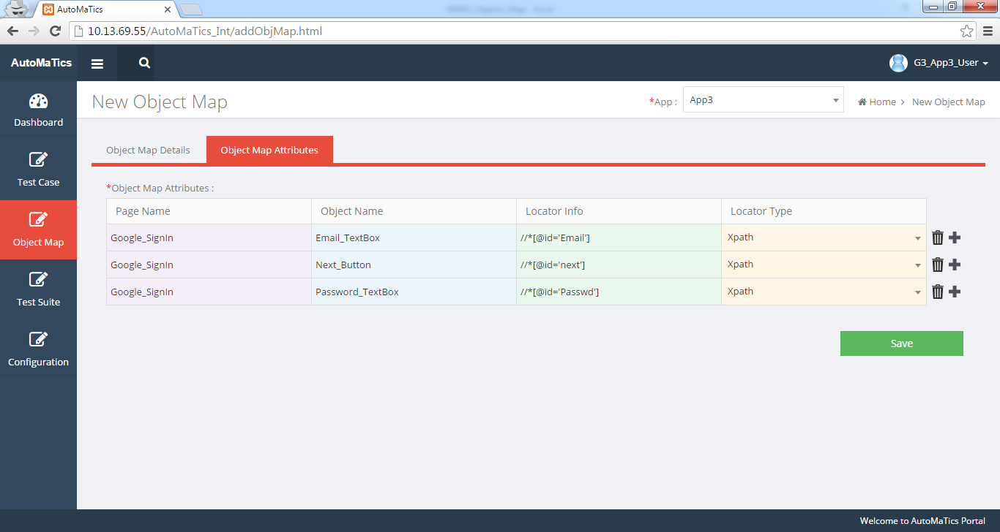 AutoMaTics
10.13.69.55/AutoMaTics_Int/addObjMap.html
AutoMaTics
G3_App3_User
Dashboard
Test Case
Object Map
Test Suite
Configuration
New Object Map
*App :
App3
Home > New Object Map
Object Map Details
Object Map Attributes
*Object Map Attributes :
Page Name Object Name Locator Info Locator Type
Google_SignIn Email_TextBox //*[@id='Email'] Xpath
Google_SignIn Next_Button //*[@id='next'] Xpath
Google_SignIn Password_TextBox //*[@id='Passwd'] Xpath
Save
Welcome to AutoMaTics Portal